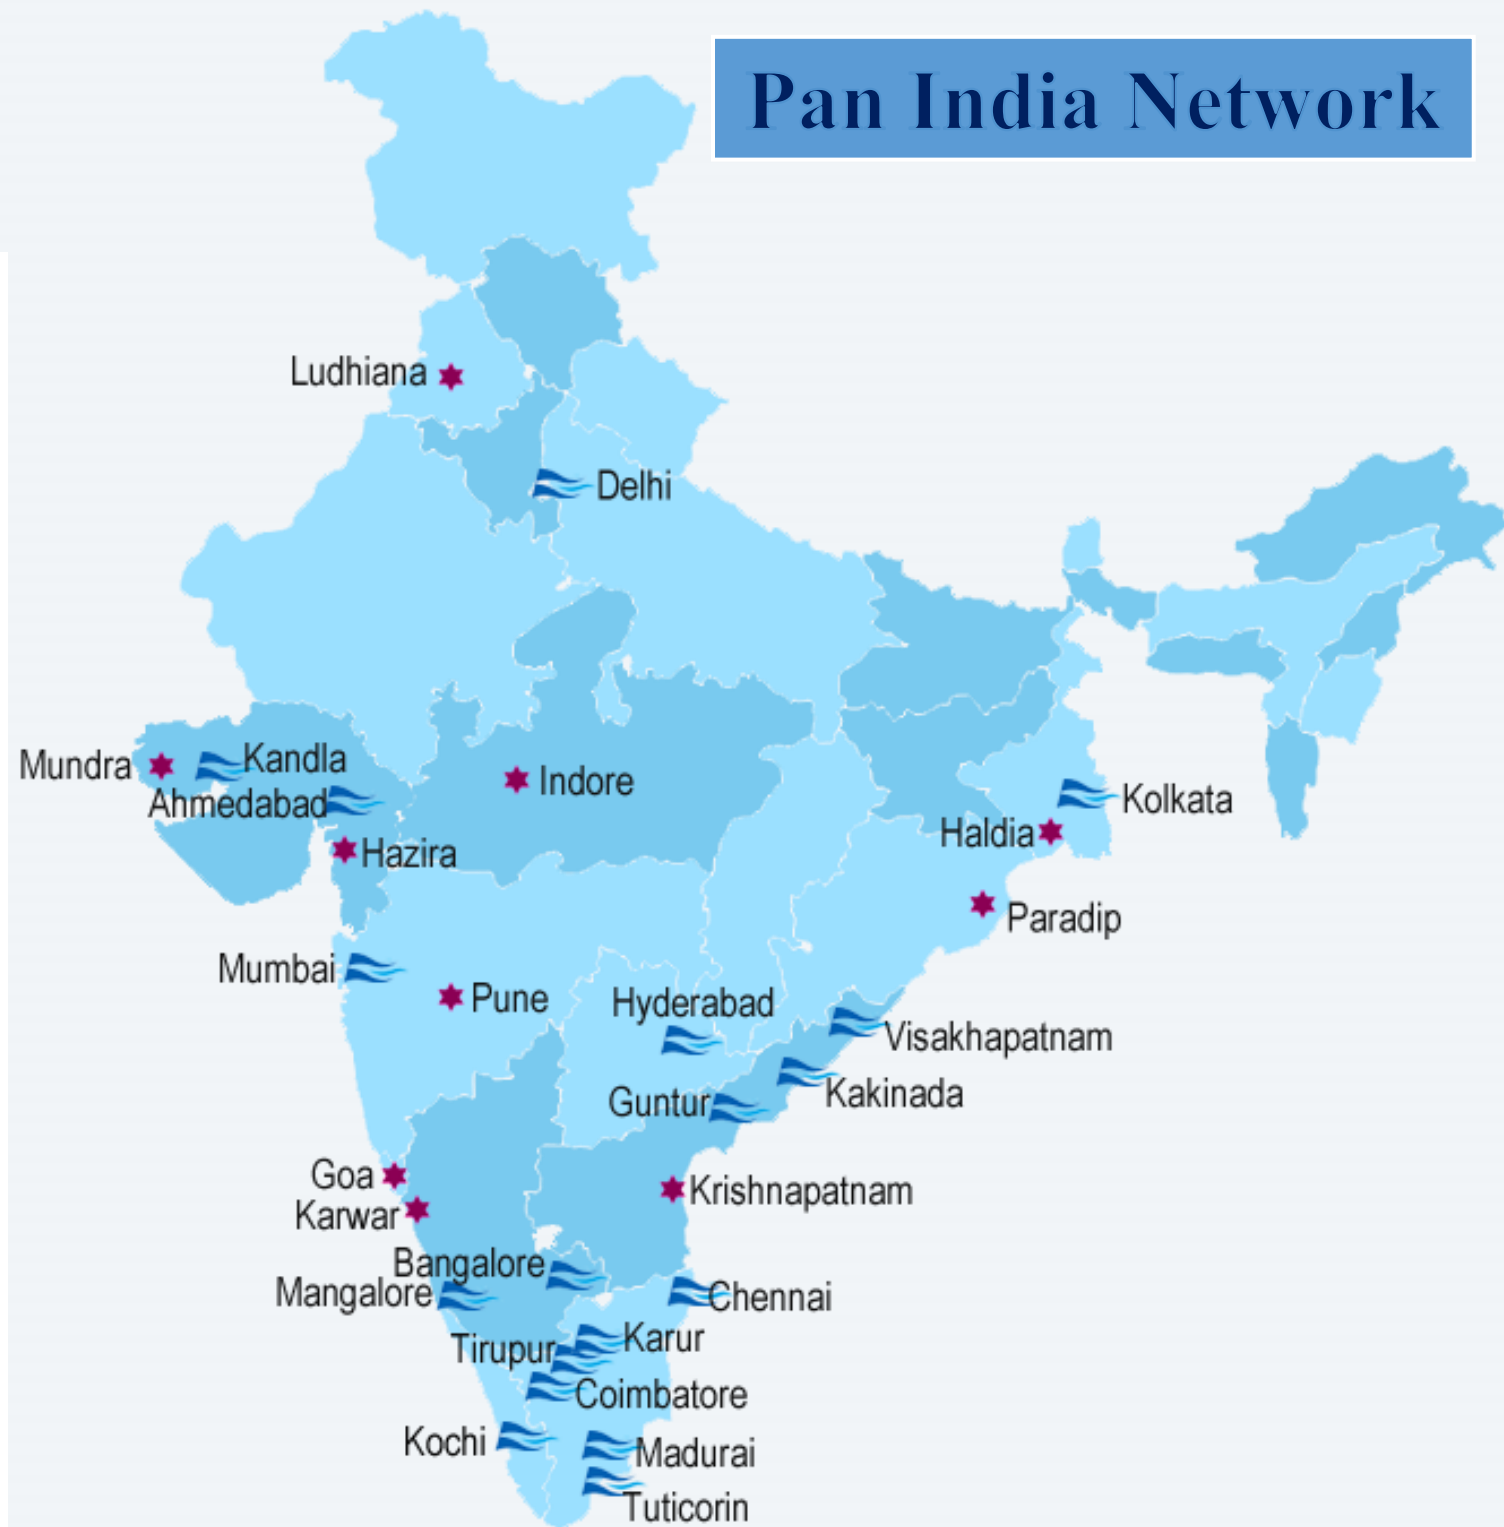 Pan India Network
Ludhiana
Delhi
Kandla
Mundra
Indore
Ahmedabad
Kolkata
Haldia
Hazira
Paradip
Mumbai
Pune
Hyderabad
Visakhapatnam
Kakinada
Guntur
Goa
Krishnapatnam
Karwar
Bangalore
Mangalore
Chennai
Karur
Tirupur
Coimbatore
Kochi
Madurai
Tuticorin